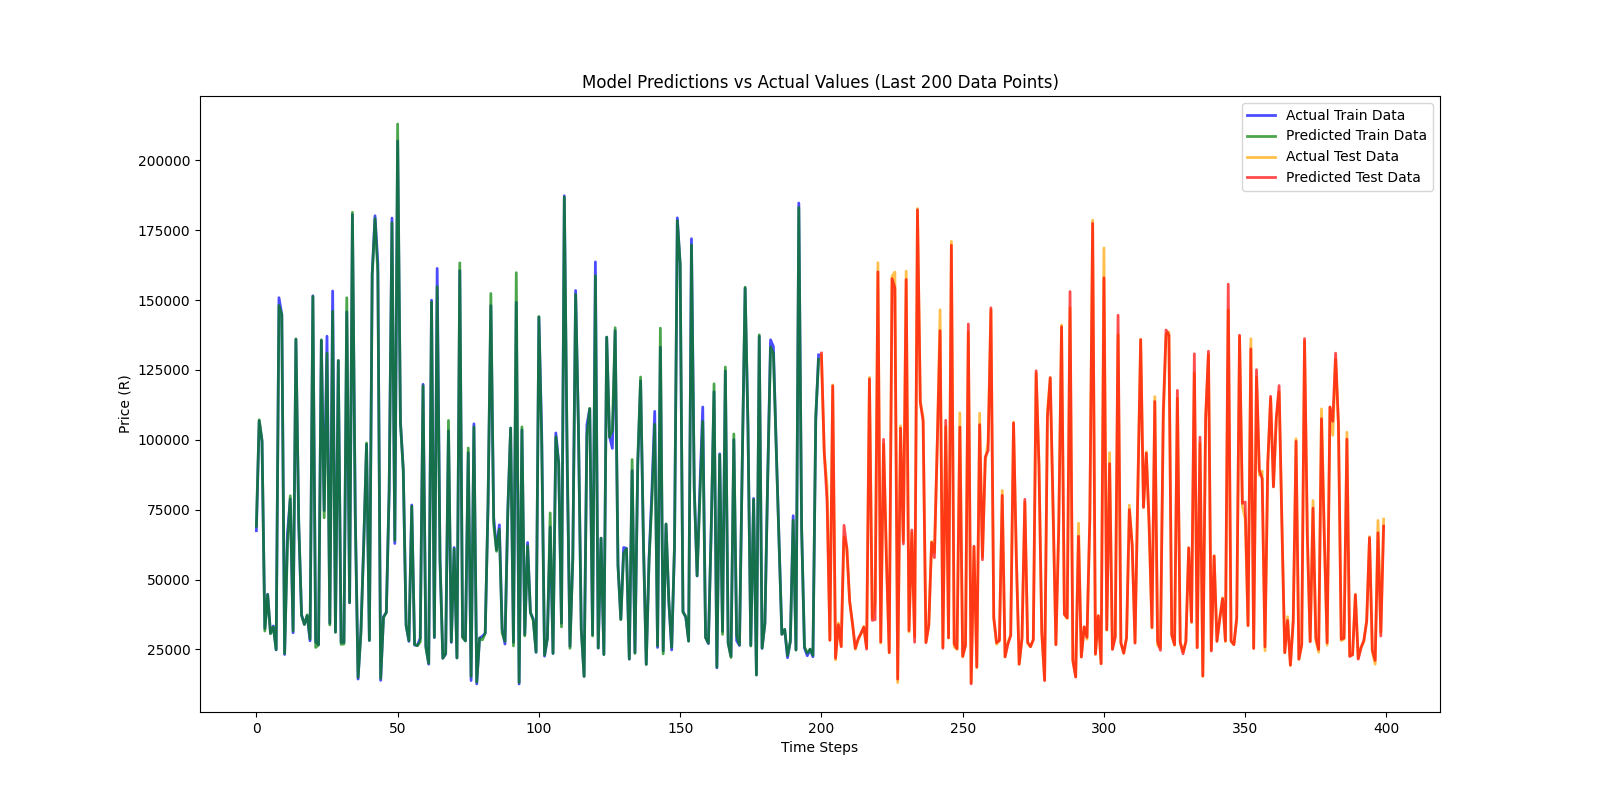 Model Predictions vs Actual Values (Last 200 Data Points)
Actual Train Data
Predicted Train Data
Actual Test Data
Predicted Test Data
Price (R)
200000
175000
150000
125000
100000
75000
50000
25000
0 50 100 150 200 250 300 350 400
Time Steps